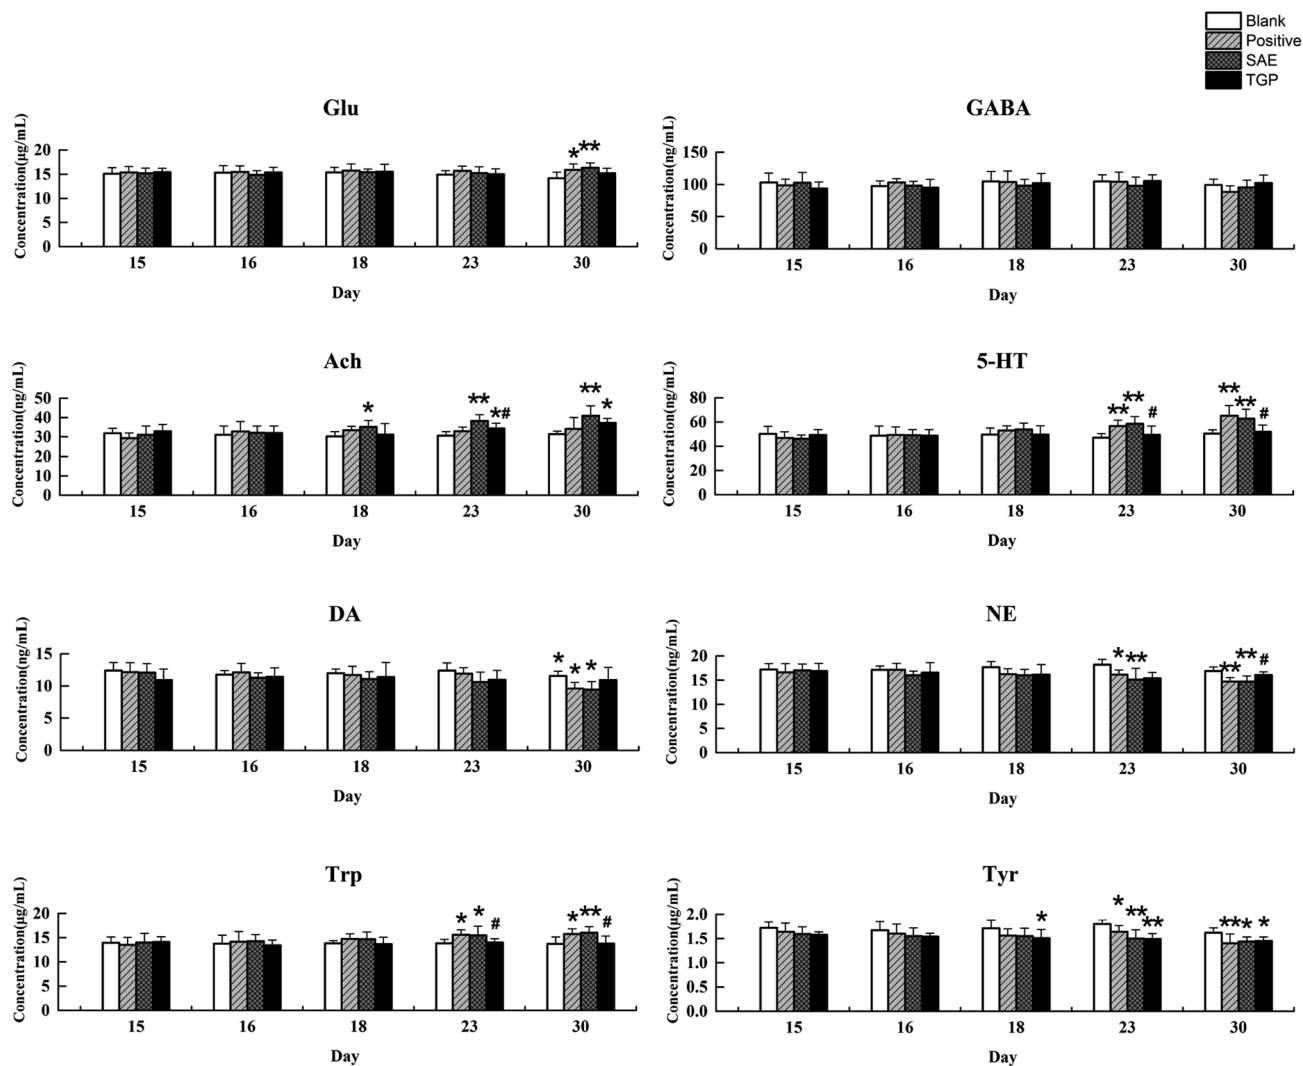 Blank
Positive
SAE
TGP
Glu
Concentration(μg/mL)
20
15
10
5
0
* **
15 16 18 23 30
Day
GABA
Concentration(ng/mL)
150
100
50
0
15 16 18 23 30
Day
Ach
Concentration(ng/mL)
50
40
30
20
10
0
* ** *# ** *
15 16 18 23 30
Day
5-HT
Concentration(ng/mL)
80
60
40
20
0
** ** # ** ** #
15 16 18 23 30
Day
DA
Concentration(ng/mL)
15
10
5
0
* * *
15 16 18 23 30
Day
NE
Concentration(ng/mL)
20
15
10
5
0
* ** ** ** #
15 16 18 23 30
Day
Trp
Concentration(μg/mL)
20
15
10
5
0
* * # * ** #
15 16 18 23 30
Day
Tyr
Concentration(μg/mL)
2.0
1.5
1.0
0.5
0.0
* * ** ** ** * *
15 16 18 23 30
Day